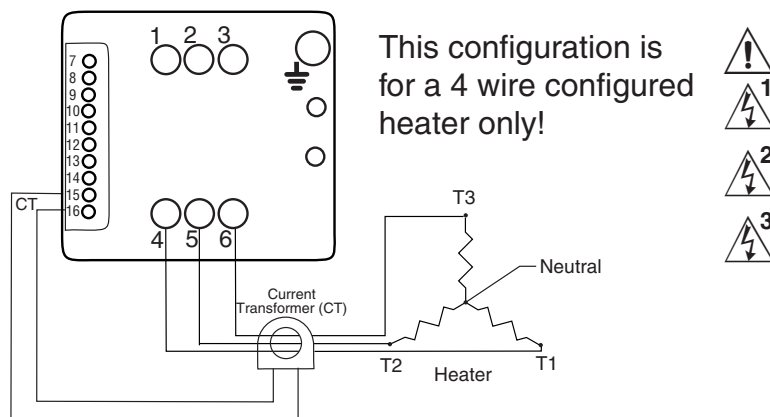 1 2 3
This configuration is
for a 4 wire configured
heater only!
!
1
2
3
7
8
9
10
11
12
13
14
15
16
CT
4 5 6
T3
Neutral
Current
Transformer (CT)
T2
T1
Heater